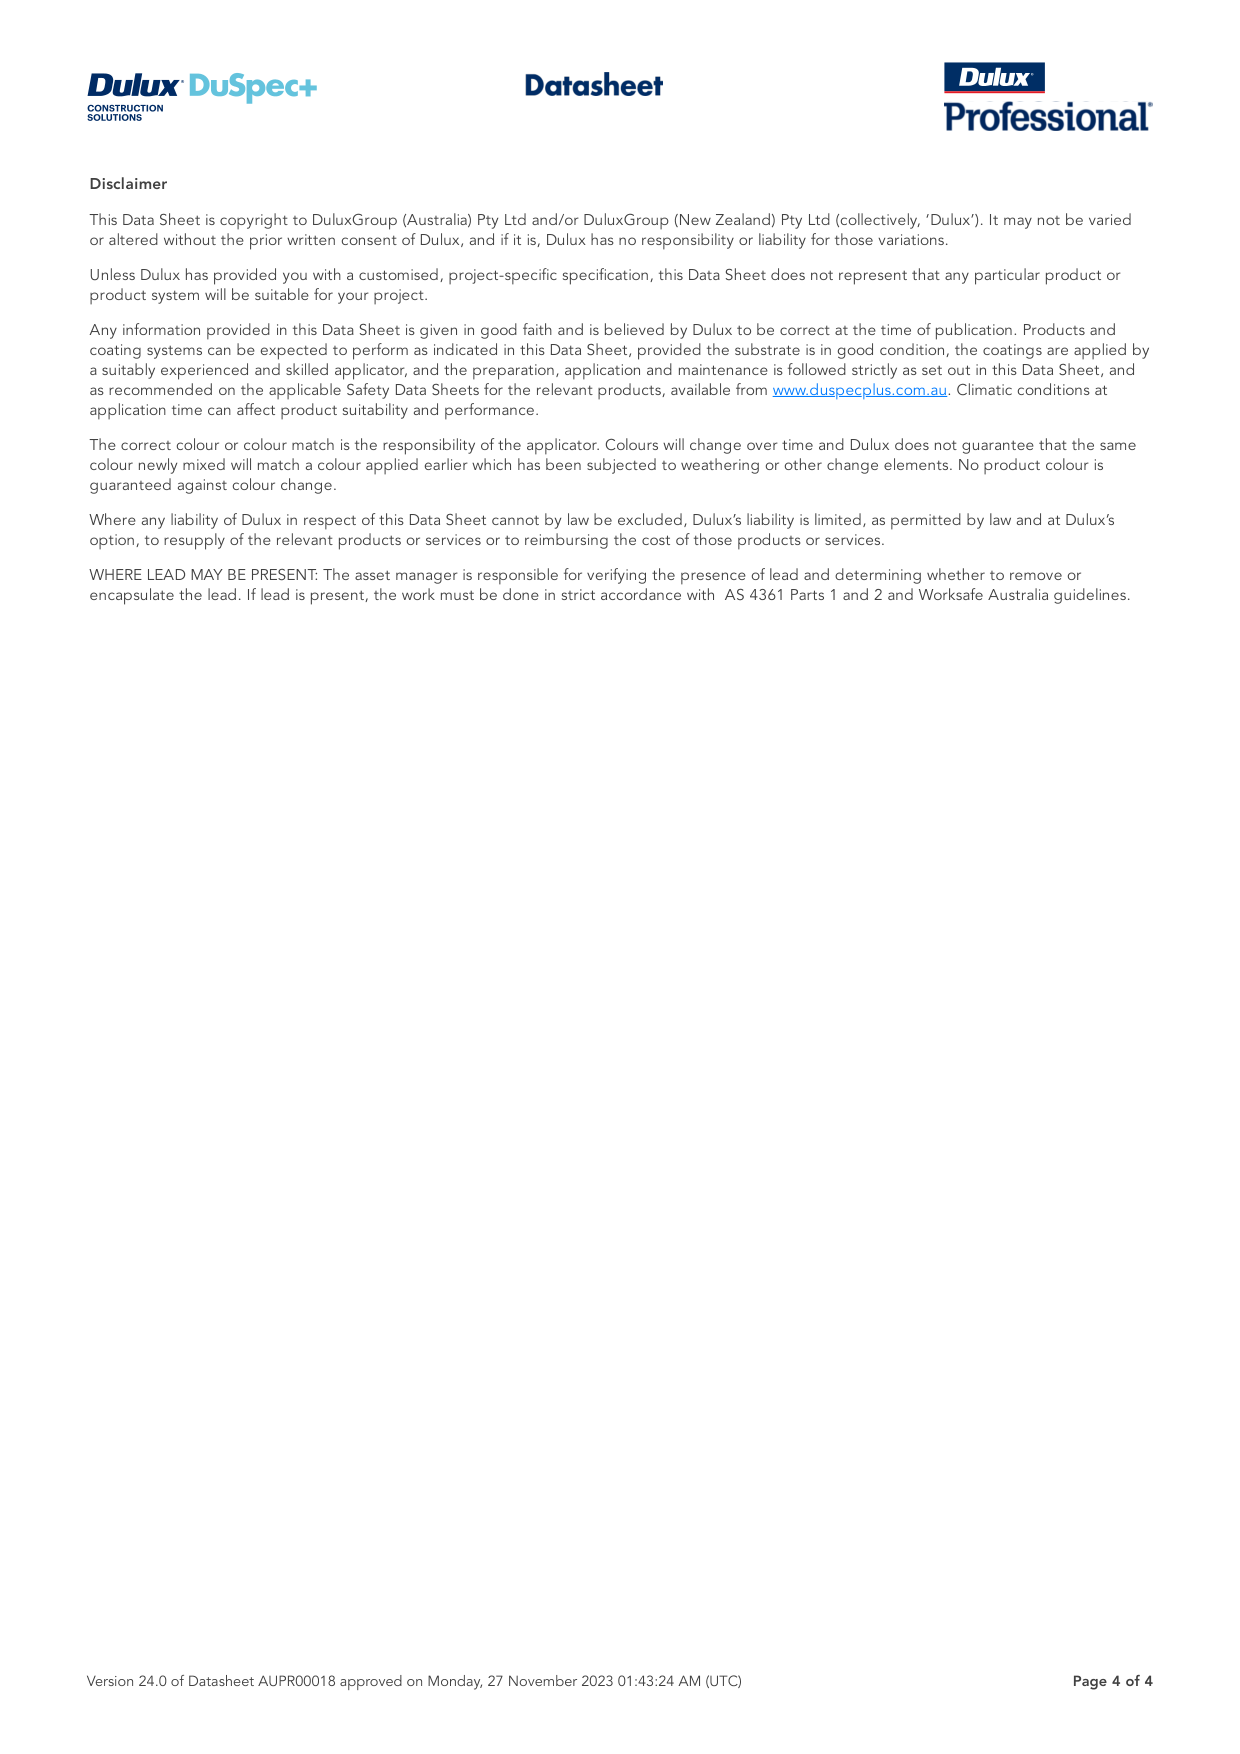 Dulux DuSpec+
CONSTRUCTION
SOLUTIONS
Datasheet
Dulux
Professional®
Disclaimer
This Data Sheet is copyright to DuluxGroup (Australia) Pty Ltd and/or DuluxGroup (New Zealand) Pty Ltd (collectively, ‘Dulux’). It may not be varied
or altered without the prior written consent of Dulux, and if it is, Dulux has no responsibility or liability for those variations.
Unless Dulux has provided you with a customised, project-specific specification, this Data Sheet does not represent that any particular product or
product system will be suitable for your project.
Any information provided in this Data Sheet is given in good faith and is believed by Dulux to be correct at the time of publication. Products and
coating systems can be expected to perform as indicated in this Data Sheet, provided the substrate is in good condition, the coatings are applied by
a suitably experienced and skilled applicator, and the preparation, application and maintenance is followed strictly as set out in this Data Sheet, and
as recommended on the applicable Safety Data Sheets for the relevant products, available from www.duspecplus.com.au. Climatic conditions at
application time can affect product suitability and performance.
The correct colour or colour match is the responsibility of the applicator. Colours will change over time and Dulux does not guarantee that the same
colour newly mixed will match a colour applied earlier which has been subjected to weathering or other change elements. No product colour is
guaranteed against colour change.
Where any liability of Dulux in respect of this Data Sheet cannot by law be excluded, Dulux’s liability is limited, as permitted by law and at Dulux’s
option, to resupply of the relevant products or services or to reimbursing the cost of those products or services.
WHERE LEAD MAY BE PRESENT: The asset manager is responsible for verifying the presence of lead and determining whether to remove or
encapsulate the lead. If lead is present, the work must be done in strict accordance with  AS 4361 Parts 1 and 2 and Worksafe Australia guidelines.
Version 24.0 of Datasheet AUPR00018 approved on Monday, 27 November 2023 01:43:24 AM (UTC)
Page 4 of 4